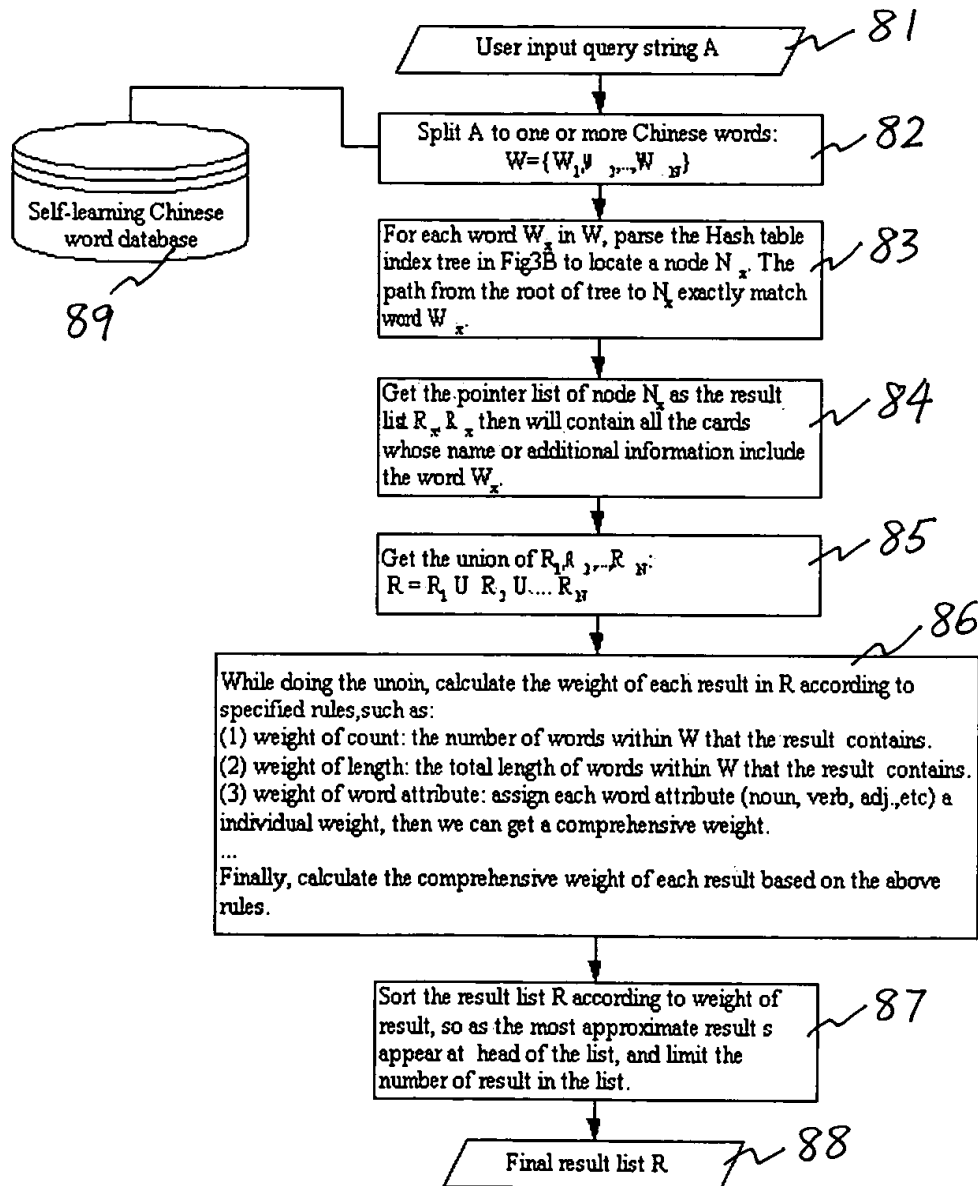 81
User input query string A
Split A to one or more Chinese words:
W={W₁,W₂,...,W_N}
82
Self-learning Chinese
word database
89
For each word Wₓ in W, parse the Hash table
index tree in Fig3B to locate a node Nₓ. The
path from the root of tree to Nₓ exactly match
word Wₓ.
83
Get the pointer list of node Nₓ as the result
list Rₓ. Rₓ then will contain all the cards
whose name or additional information include
the word Wₓ.
84
Get the union of R₁,R₂,...,R_N:
R = R₁ U R₂ U.... R_N
85
86
While doing the unoin, calculate the weight of each result in R according to
specified rules,such as:
(1) weight of count: the number of words within W that the result contains.
(2) weight of length: the total length of words within W that the result contains.
(3) weight of word attribute: assign each word attribute (noun, verb, adj.,etc) a
individual weight, then we can get a comprehensive weight.
...
Finally, calculate the comprehensive weight of each result based on the above
rules.
Sort the result list R according to weight of
result, so as the most approximate result s
appear at head of the list, and limit the
number of result in the list.
87
Final result list R
88